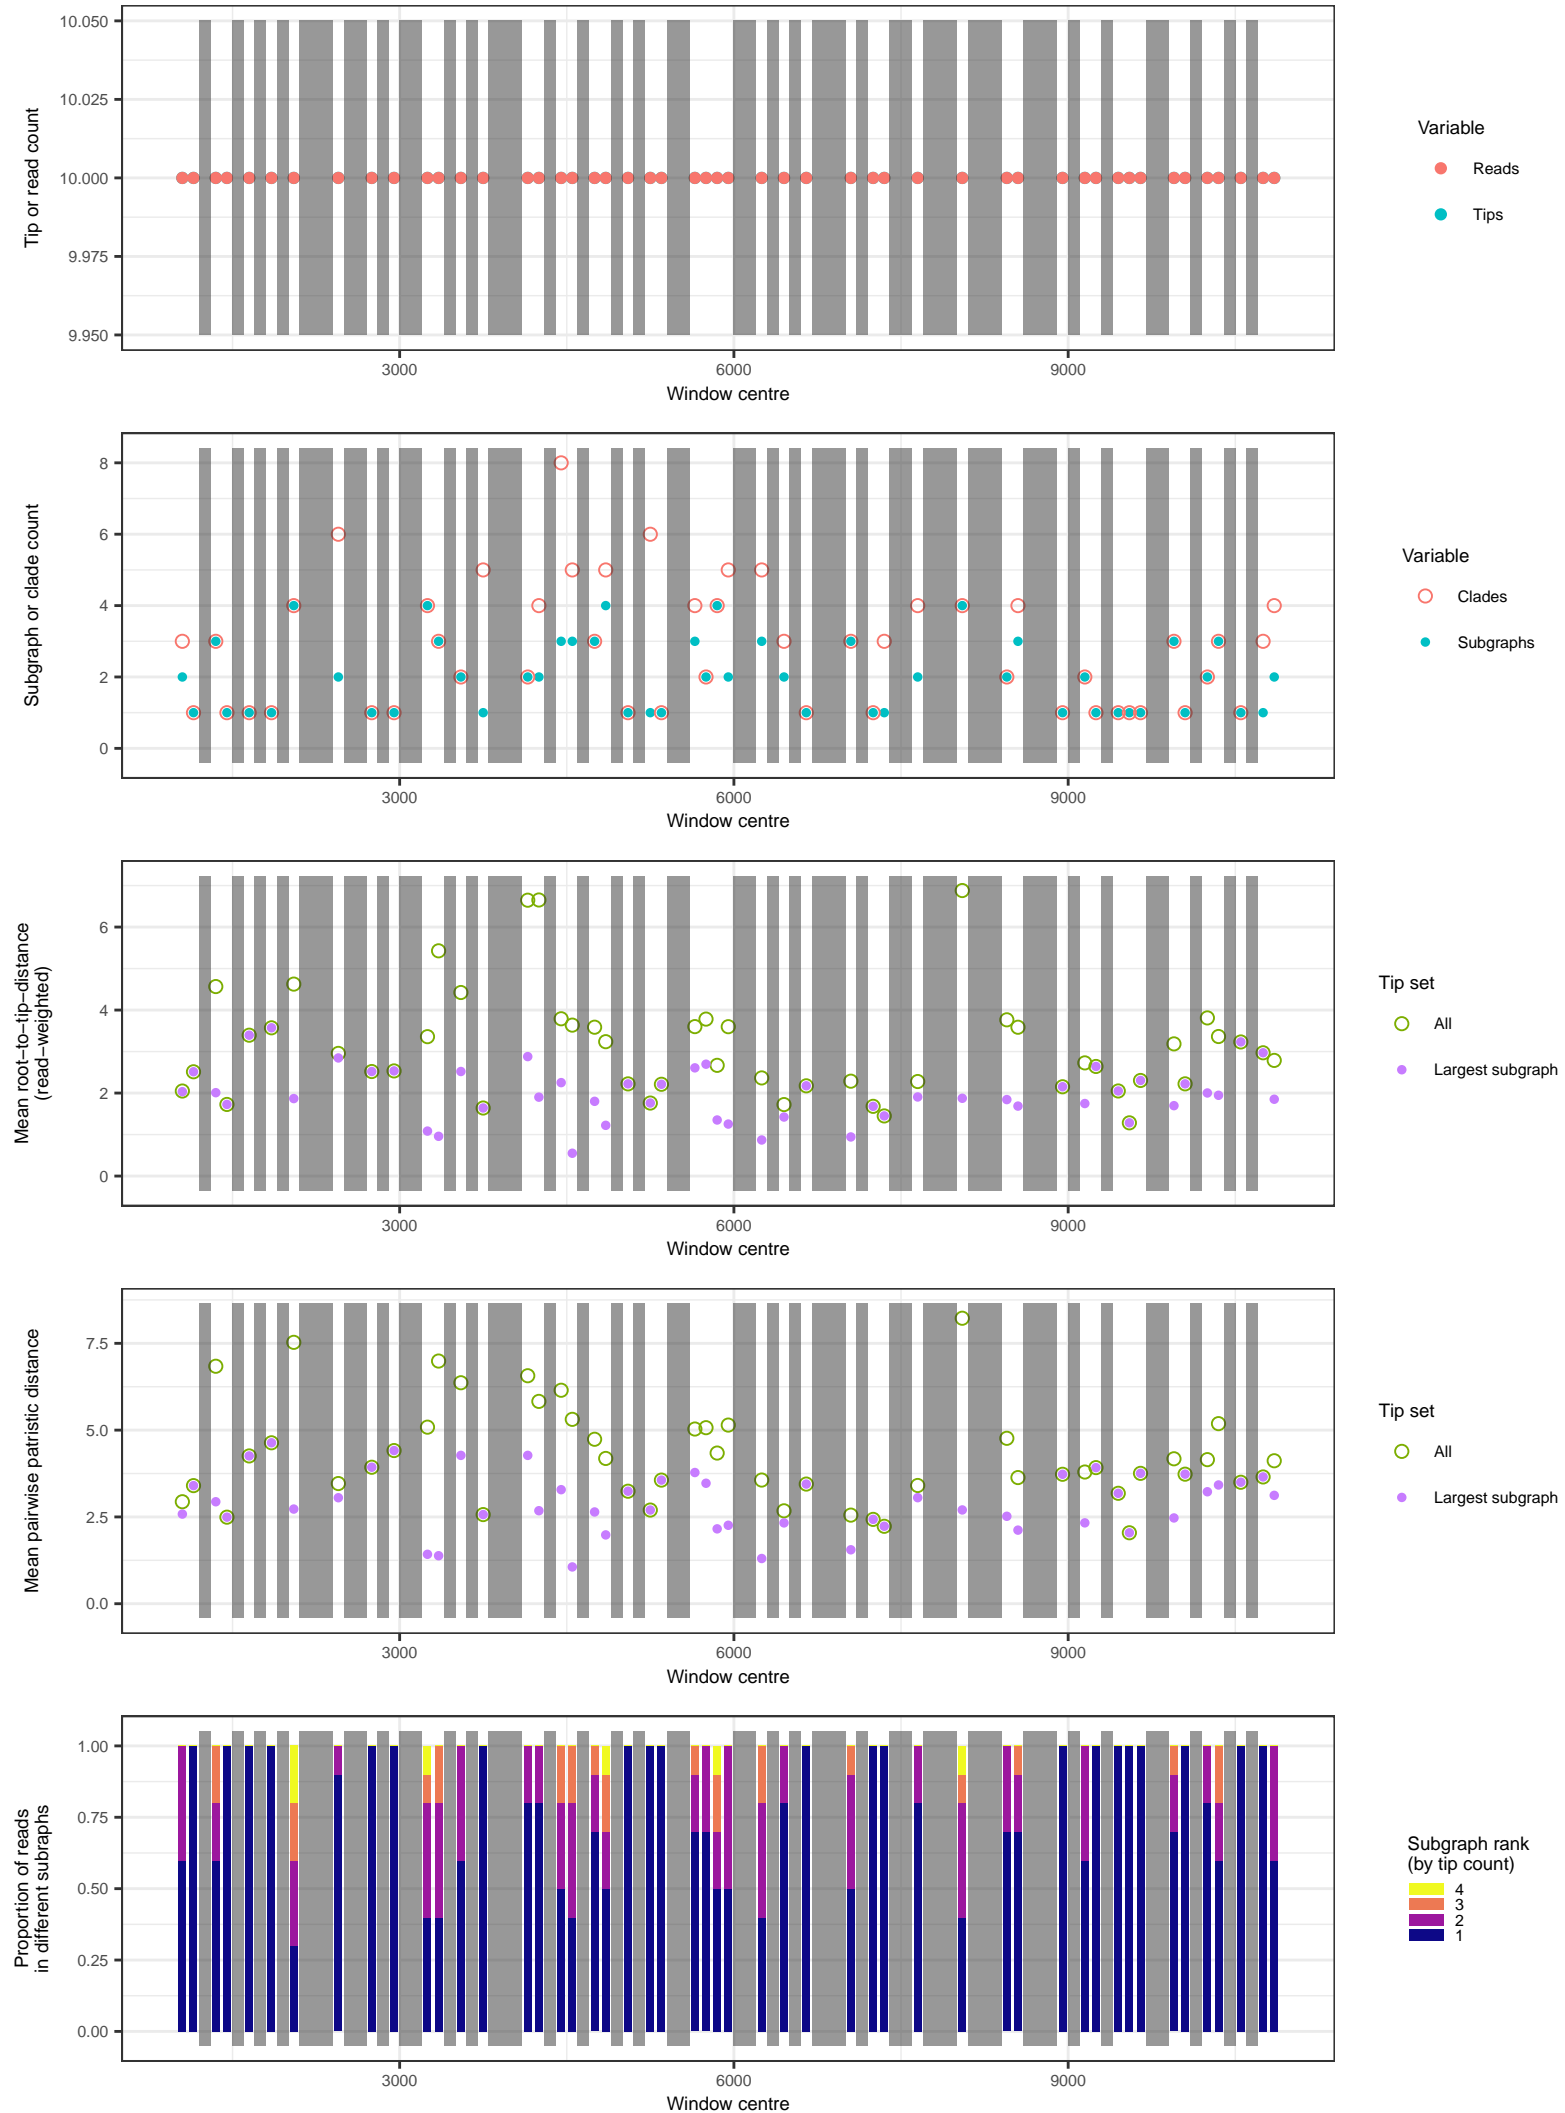 10.050
10.025
10.000
9.975
9.950
Tip or read count
3000
6000
9000
Window centre
Variable
Reads
Tips
8
6
4
2
0
Subgraph or clade count
3000
6000
9000
Window centre
Variable
Clades
Subgraphs
6
4
2
0
Mean root−to−tip−distance
(read−weighted)
3000
6000
9000
Window centre
Tip set
All
Largest subgraph
7.5
5.0
2.5
0.0
Mean pairwise patristic distance
3000
6000
9000
Window centre
Tip set
All
Largest subgraph
1.00
0.75
0.50
0.25
0.00
Proportion of reads
in different subraphs
3000
6000
9000
Window centre
Subgraph rank
(by tip count)
4
3
2
1